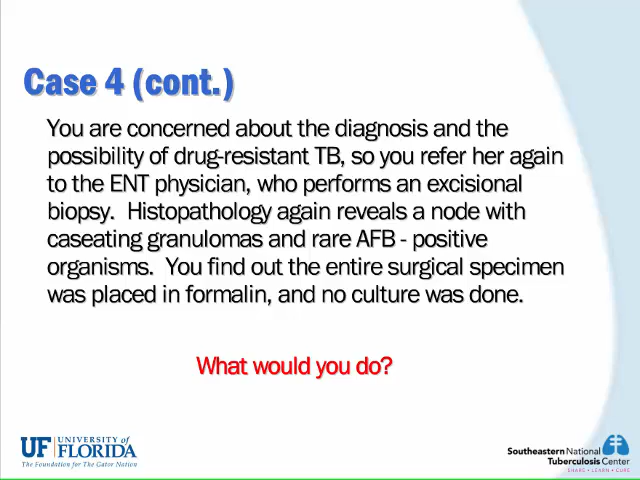 Case 4 (cont.)
You are concerned about the diagnosis and the
possibility of drug-resistant TB, so you refer her again
to the ENT physician, who performs an excisional
biopsy.  Histopathology again reveals a node with
caseating granulomas and rare AFB - positive
organisms.  You find out the entire surgical specimen
was placed in formalin, and no culture was done.
What would you do?
UF UNIVERSITY of
FLORIDA
The Foundation for The Gator Nation
Southeastern National
Tuberculosis Center
SHARE • LEARN • CURE